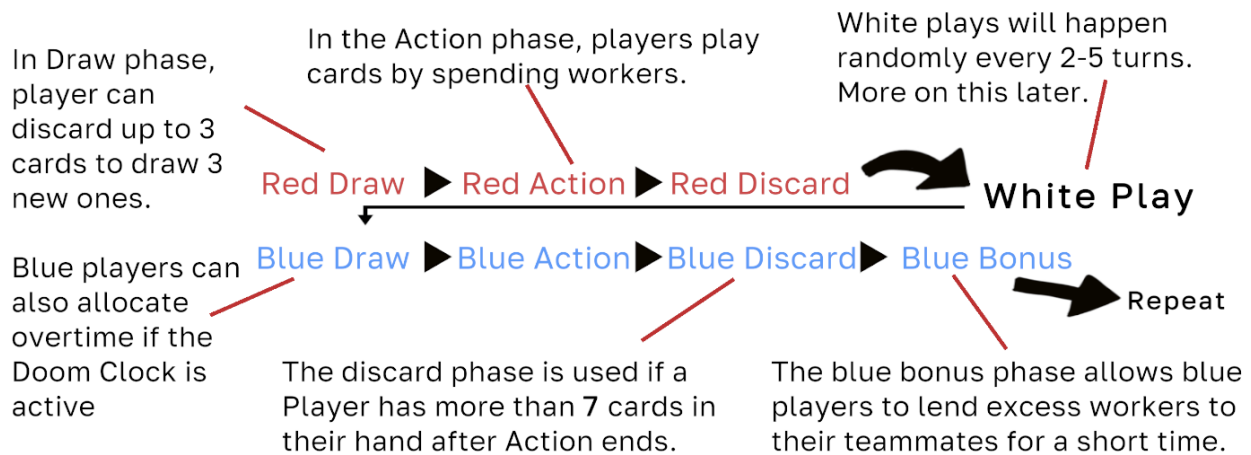 In Draw phase,
player can
discard up to 3
cards to draw 3
new ones.
In the Action phase, players play
cards by spending workers.
White plays will happen
randomly every 2-5 turns.
More on this later.
Red Draw Red Action Red Discard
White Play
Blue Draw Blue Action Blue Discard Blue Bonus
Repeat
Blue players can
also allocate
overtime if the
Doom Clock is
active
The discard phase is used if a
Player has more than 7 cards in
their hand after Action ends.
The blue bonus phase allows blue
players to lend excess workers to
their teammates for a short time.